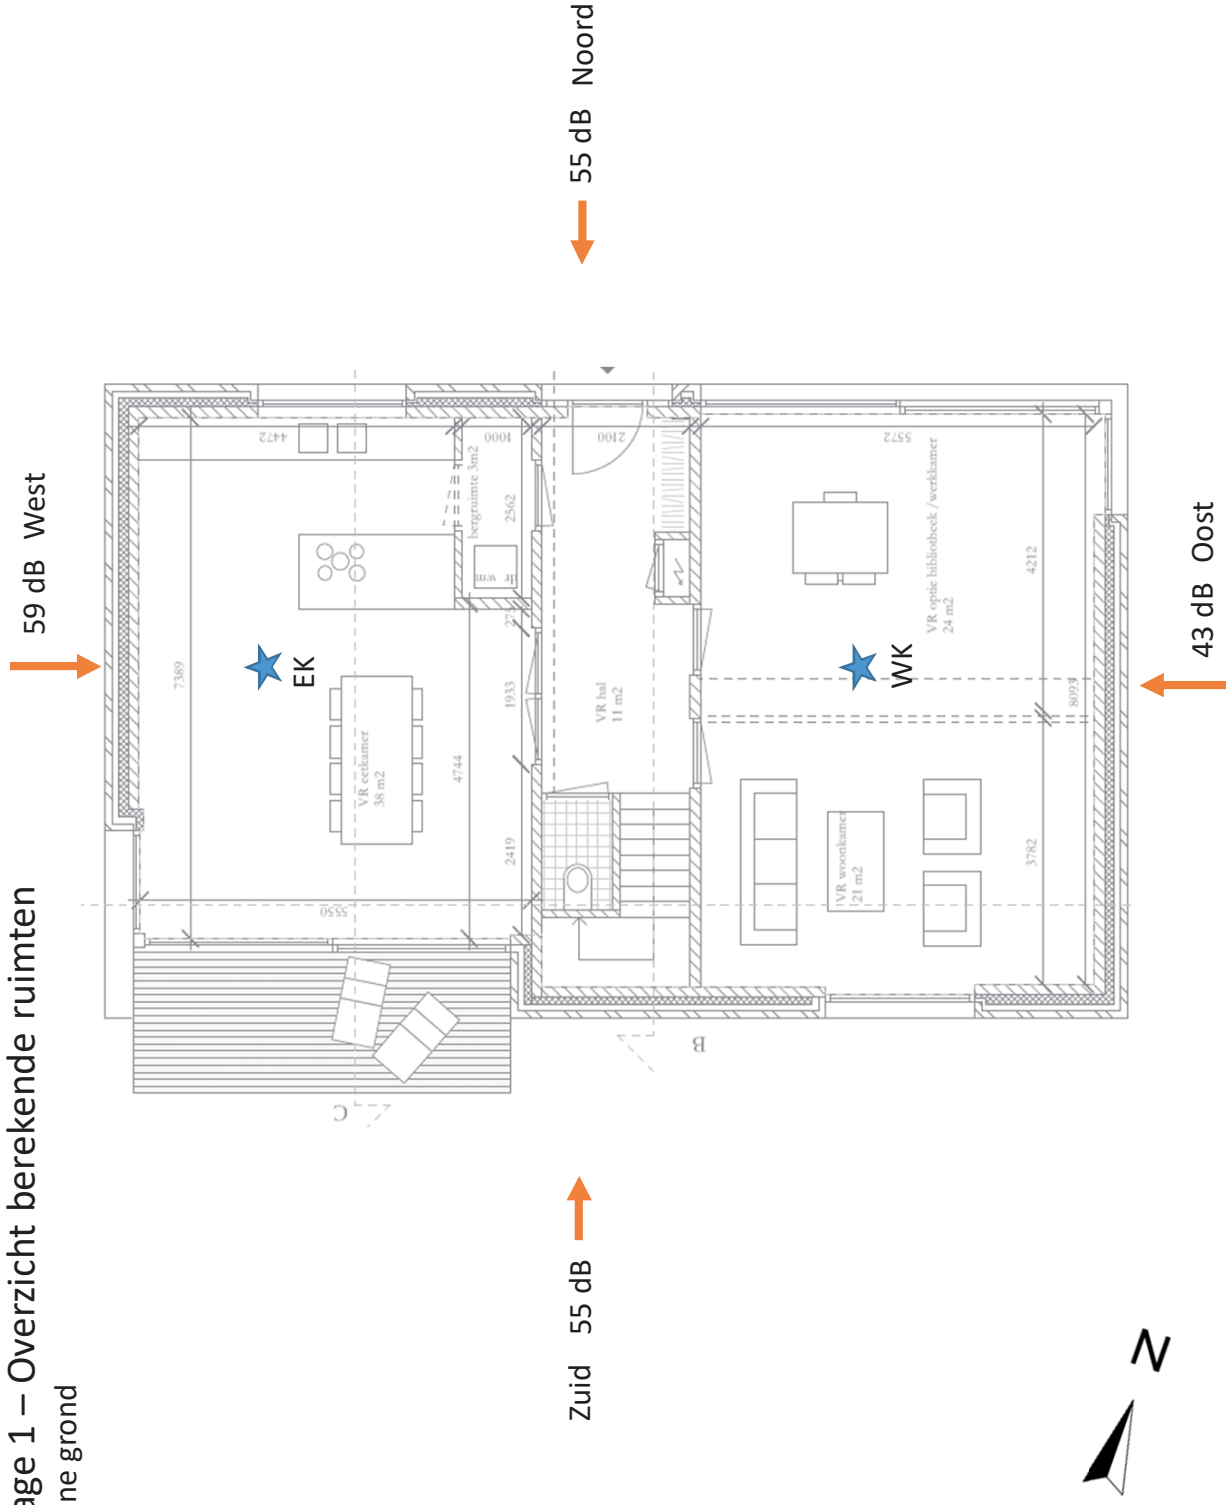 age 1 – Overzicht berekende ruimten
ne grond
59 dB West
55 dB Noord
Zuid 55 dB
43 dB Oost
EK
WK
N
7389
4472
1000
2100
5572
bergruimte 3m2
2562
dr wm
1933
4744
2419
5550
VR eetkamer
38 m2
VR hal
11 m2
VR optie bibliotheek /werkkamer
24 m2
4212
8093
3782
VR woonkamer
21 m2
C
B